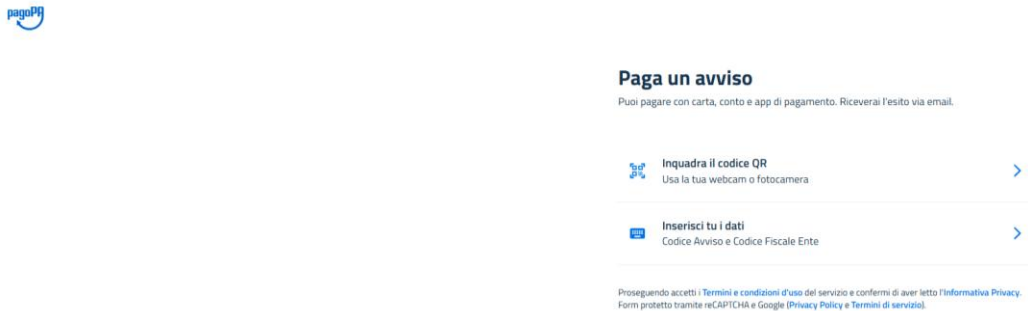 pagoPA
Paga un avviso
Puoi pagare con carta, conto e app di pagamento. Riceverai l'esito via email.
Inquadra il codice QR
Usa la tua webcam o fotocamera
Inserisci tu i dati
Codice Avviso e Codice Fiscale Ente
Proseguendo accetti i Termini e condizioni d'uso del servizio e confermi di aver letto l'Informativa Privacy.
Form protetto tramite reCAPTCHA e Google (Privacy Policy e Termini di servizio).